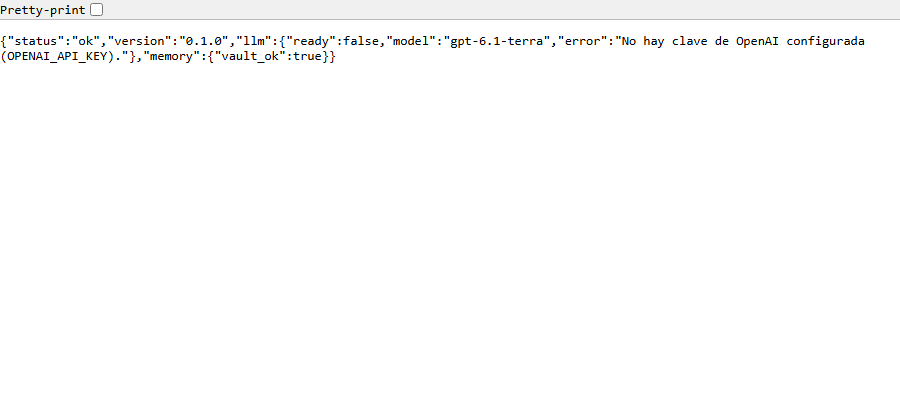 Pretty-print
{"status":"ok","version":"0.1.0","llm":{"ready":false,"model":"gpt-6.1-terra","error":"No hay clave de OpenAI configurada
(OPENAI_API_KEY)."},"memory":{"vault_ok":true}}